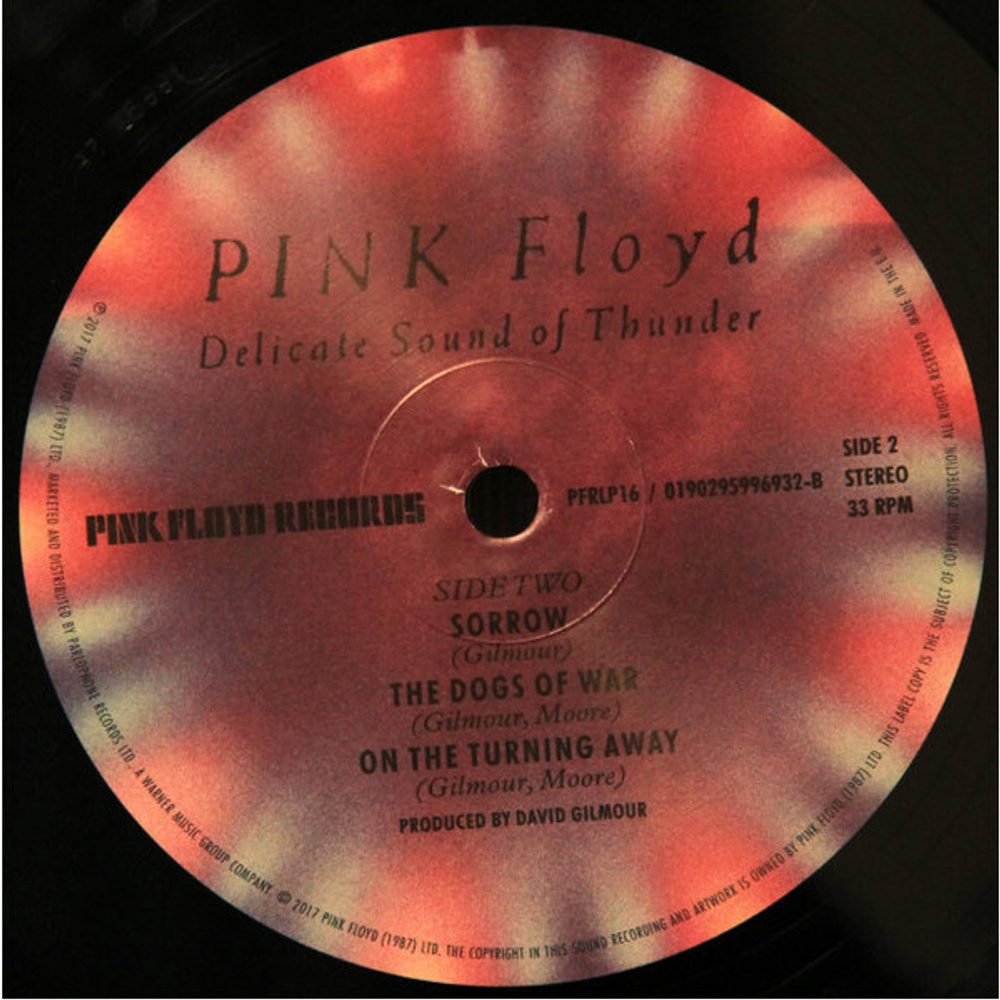 PINK Floyd
Delicate Sound of Thunder
SIDE 2
PFRLP16 / 0190295996932-B
STEREO
33 RPM
PINK FLOYD RECORDS
SIDE TWO
SORROW
(Gilmour)
THE DOGS OF WAR
(Gilmour, Moore)
ON THE TURNING AWAY
(Gilmour, Moore)
PRODUCED BY DAVID GILMOUR
℗ 2017 PINK FLOYD (1987) LTD. MARKETED AND DISTRIBUTED BY PARLOPHONE RECORDS LTD. A WARNER MUSIC GROUP COMPANY. © 2017 PINK FLOYD (1987) LTD. THE COPYRIGHT IN THIS SOUND RECORDING AND ARTWORK IS OWNED BY PINK FLOYD (1987) LTD. THIS LABEL COPY IS THE SUBJECT OF COPYRIGHT PROTECTION. ALL RIGHTS RESERVED MADE IN THE